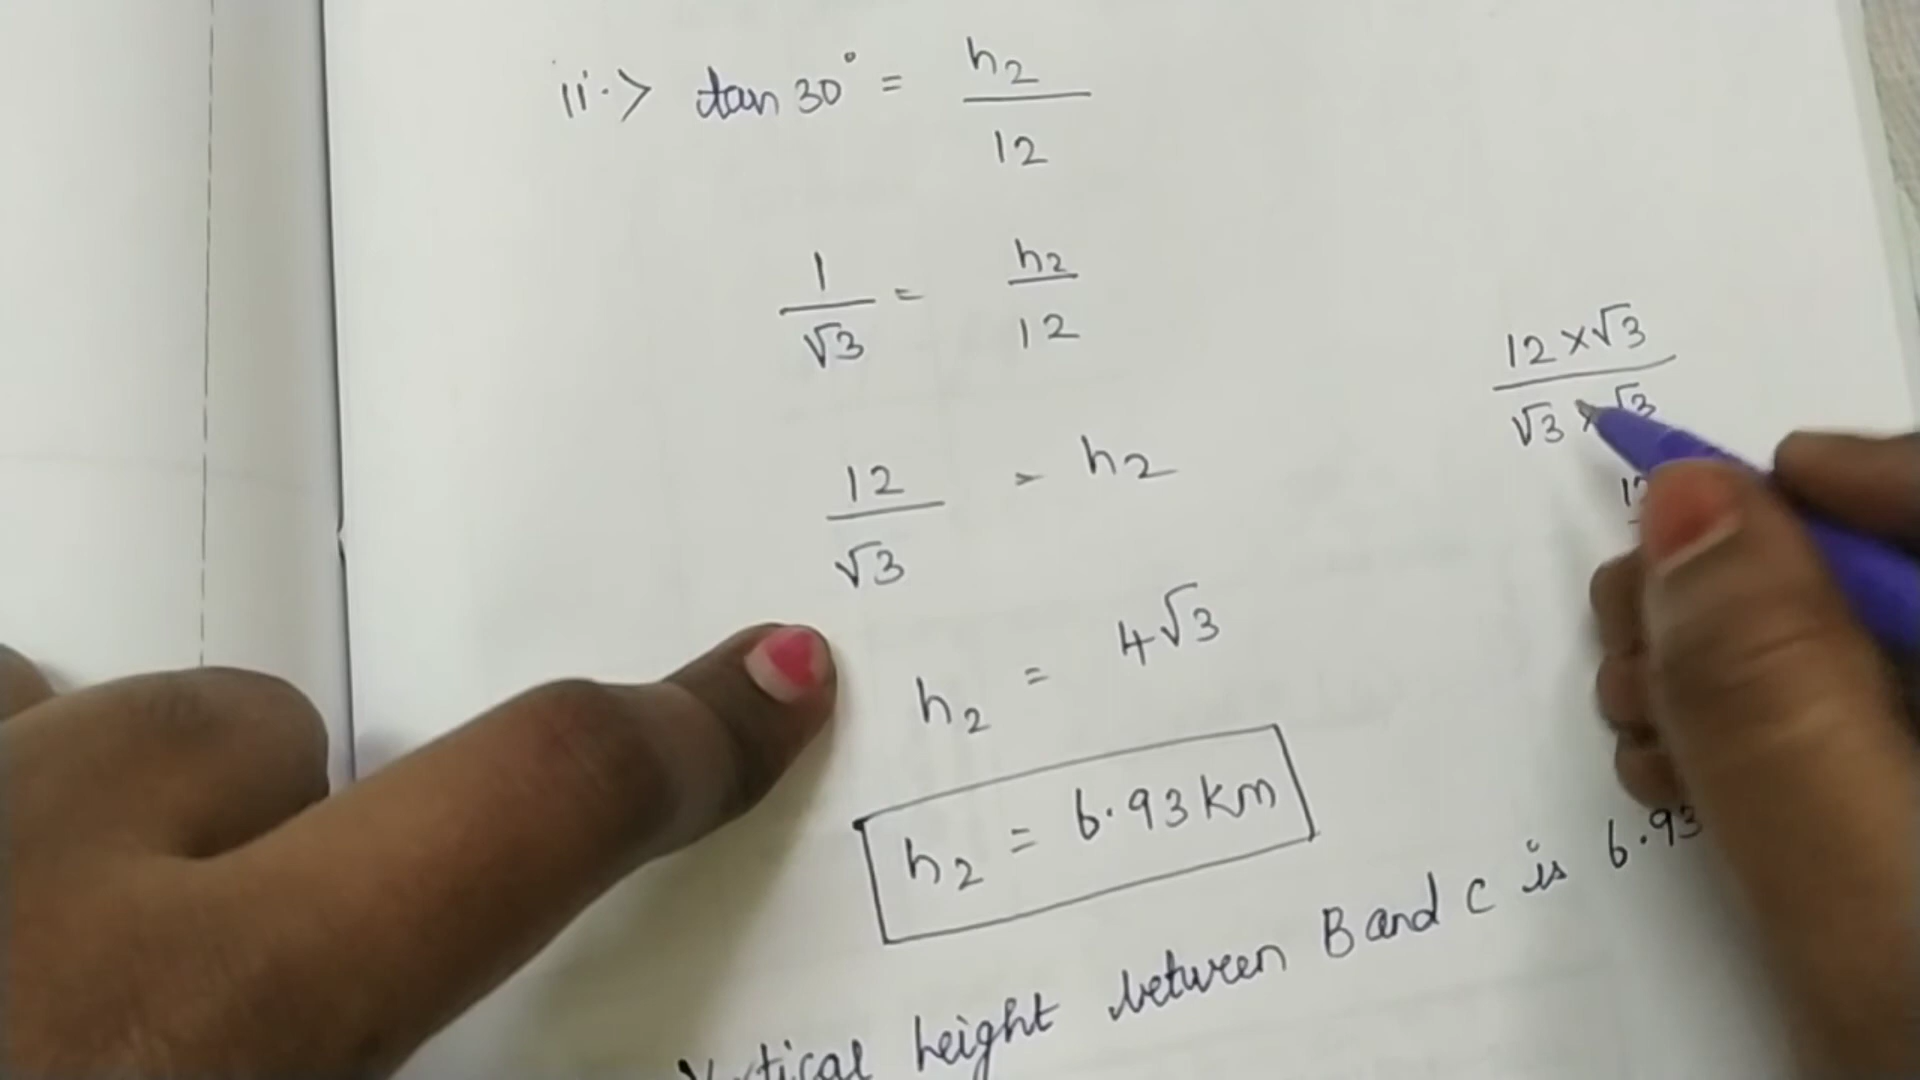 ii.> tan 30° = h₂/12
1/√3 = h₂/12
12/√3 = h₂
12 ×√3/√3 × √3
h₂ = 4√3
h₂ = 6.93 km
height between B and C is 6.93